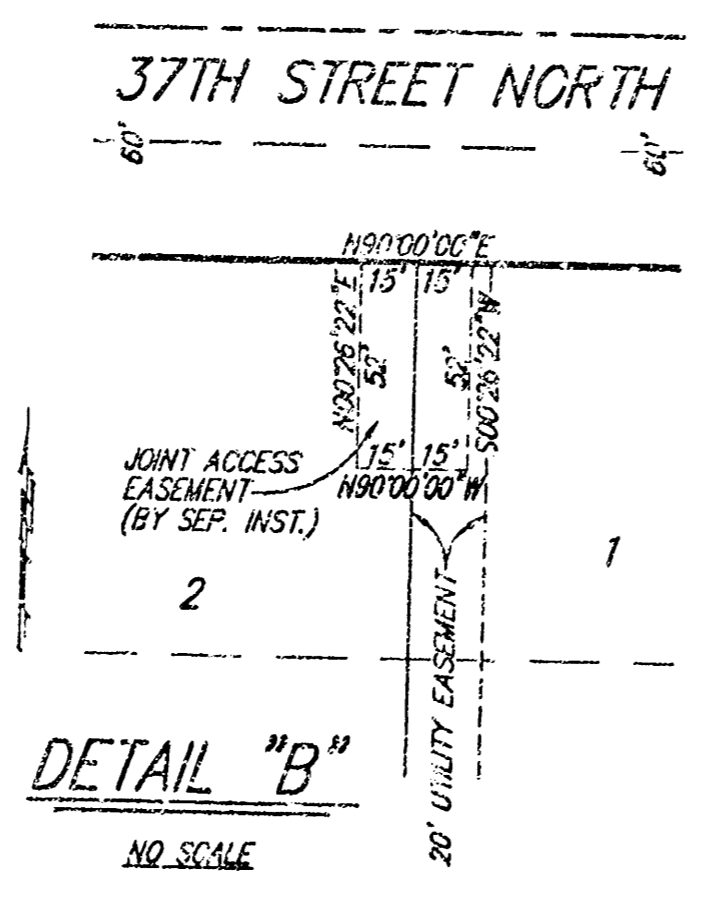 37TH STREET NORTH
60'
60'
N90°00'00"E
15' 15'
N00°26'22"E
52'
52'
S00°26'22"W
15' 15'
N90°00'00"W
JOINT ACCESS
EASEMENT
(BY SEP. INST.)
2
1
20' UTILITY EASEMENT
DETAIL "B"
NO SCALE